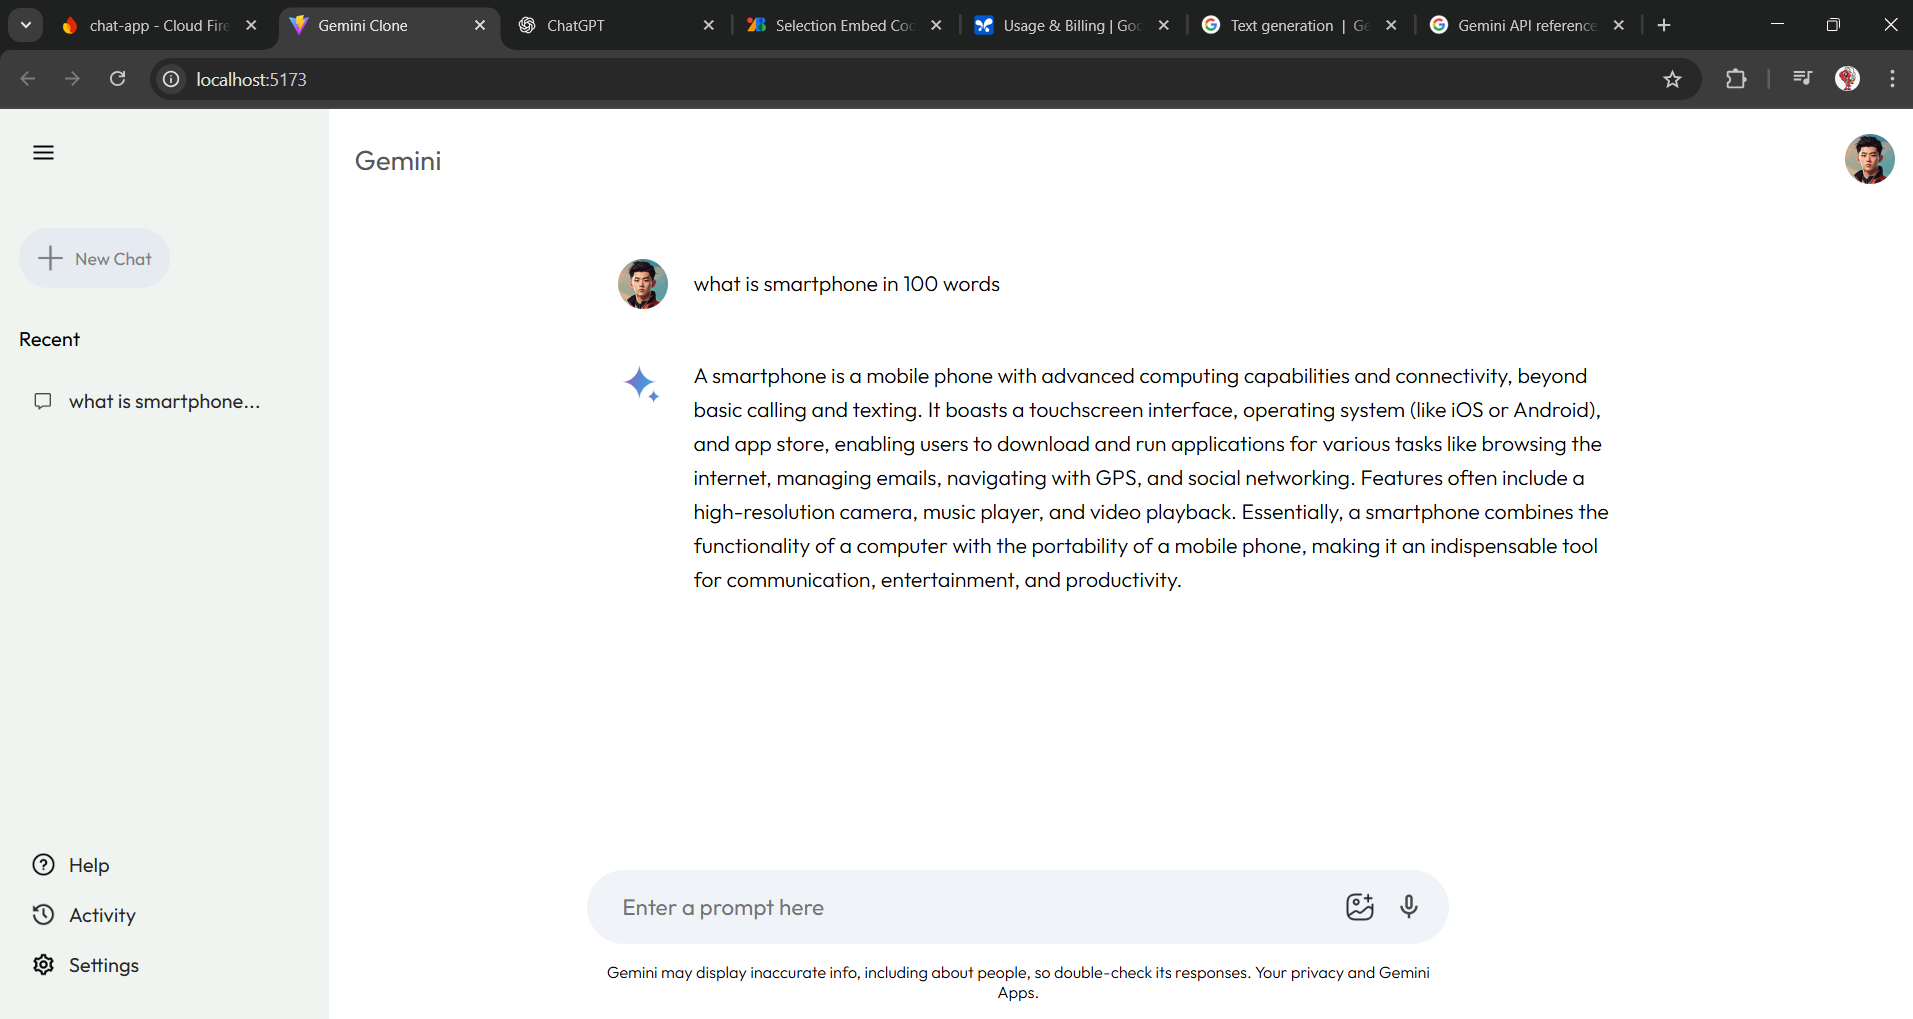 chat-app - Cloud Fire
Gemini Clone
ChatGPT
Selection Embed Co
Usage & Billing | Goo
Text generation | Ge
Gemini API reference
localhost:5173
Gemini
New Chat
what is smartphone in 100 words
Recent
what is smartphone...
A smartphone is a mobile phone with advanced computing capabilities and connectivity, beyond
basic calling and texting. It boasts a touchscreen interface, operating system (like iOS or Android),
and app store, enabling users to download and run applications for various tasks like browsing the
internet, managing emails, navigating with GPS, and social networking. Features often include a
high-resolution camera, music player, and video playback. Essentially, a smartphone combines the
functionality of a computer with the portability of a mobile phone, making it an indispensable tool
for communication, entertainment, and productivity.
Help
Activity
Settings
Enter a prompt here
Gemini may display inaccurate info, including about people, so double-check its responses. Your privacy and Gemini
Apps.